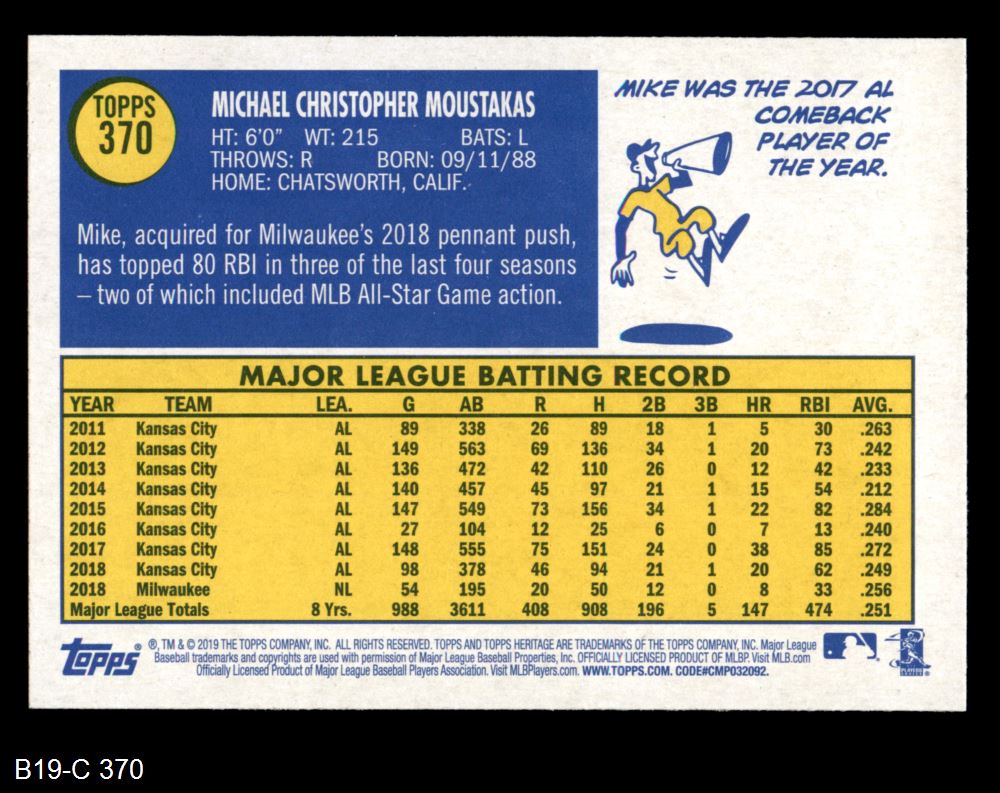 TOPPS
370
MICHAEL CHRISTOPHER MOUSTAKAS
HT: 6'0" WT: 215 BATS: L
THROWS: R BORN: 09/11/88
HOME: CHATSWORTH, CALIF.
Mike, acquired for Milwaukee's 2018 pennant push,
has topped 80 RBI in three of the last four seasons
– two of which included MLB All-Star Game action.
MIKE WAS THE 2017 AL
COMEBACK
PLAYER OF
THE YEAR.
MAJOR LEAGUE BATTING RECORD
YEAR TEAM LEA. G AB R H 2B 3B HR RBI AVG.
2011 Kansas City AL 89 338 26 89 18 1 5 30 .263
2012 Kansas City AL 149 563 69 136 34 1 20 73 .242
2013 Kansas City AL 136 472 42 110 26 0 12 42 .233
2014 Kansas City AL 140 457 45 97 21 1 15 54 .212
2015 Kansas City AL 147 549 73 156 34 1 22 82 .284
2016 Kansas City AL 27 104 12 25 6 0 7 13 .240
2017 Kansas City AL 148 555 75 151 24 0 38 85 .272
2018 Kansas City AL 98 378 46 94 21 1 20 62 .249
2018 Milwaukee NL 54 195 20 50 12 0 8 33 .256
Major League Totals 8 Yrs. 988 3611 408 908 196 5 147 474 .251
topps ®, TM & © 2019 THE TOPPS COMPANY, INC. ALL RIGHTS RESERVED. TOPPS AND TOPPS HERITAGE ARE TRADEMARKS OF THE TOPPS COMPANY, INC. Major League
Baseball trademarks and copyrights are used with permission of Major League Baseball Properties, Inc. OFFICIALLY LICENSED PRODUCT OF MLBP. Visit MLB.com
Officially Licensed Product of Major League Baseball Players Association. Visit MLBPlayers.com. WWW.TOPPS.COM. CODE#CMP032092.
B19-C 370